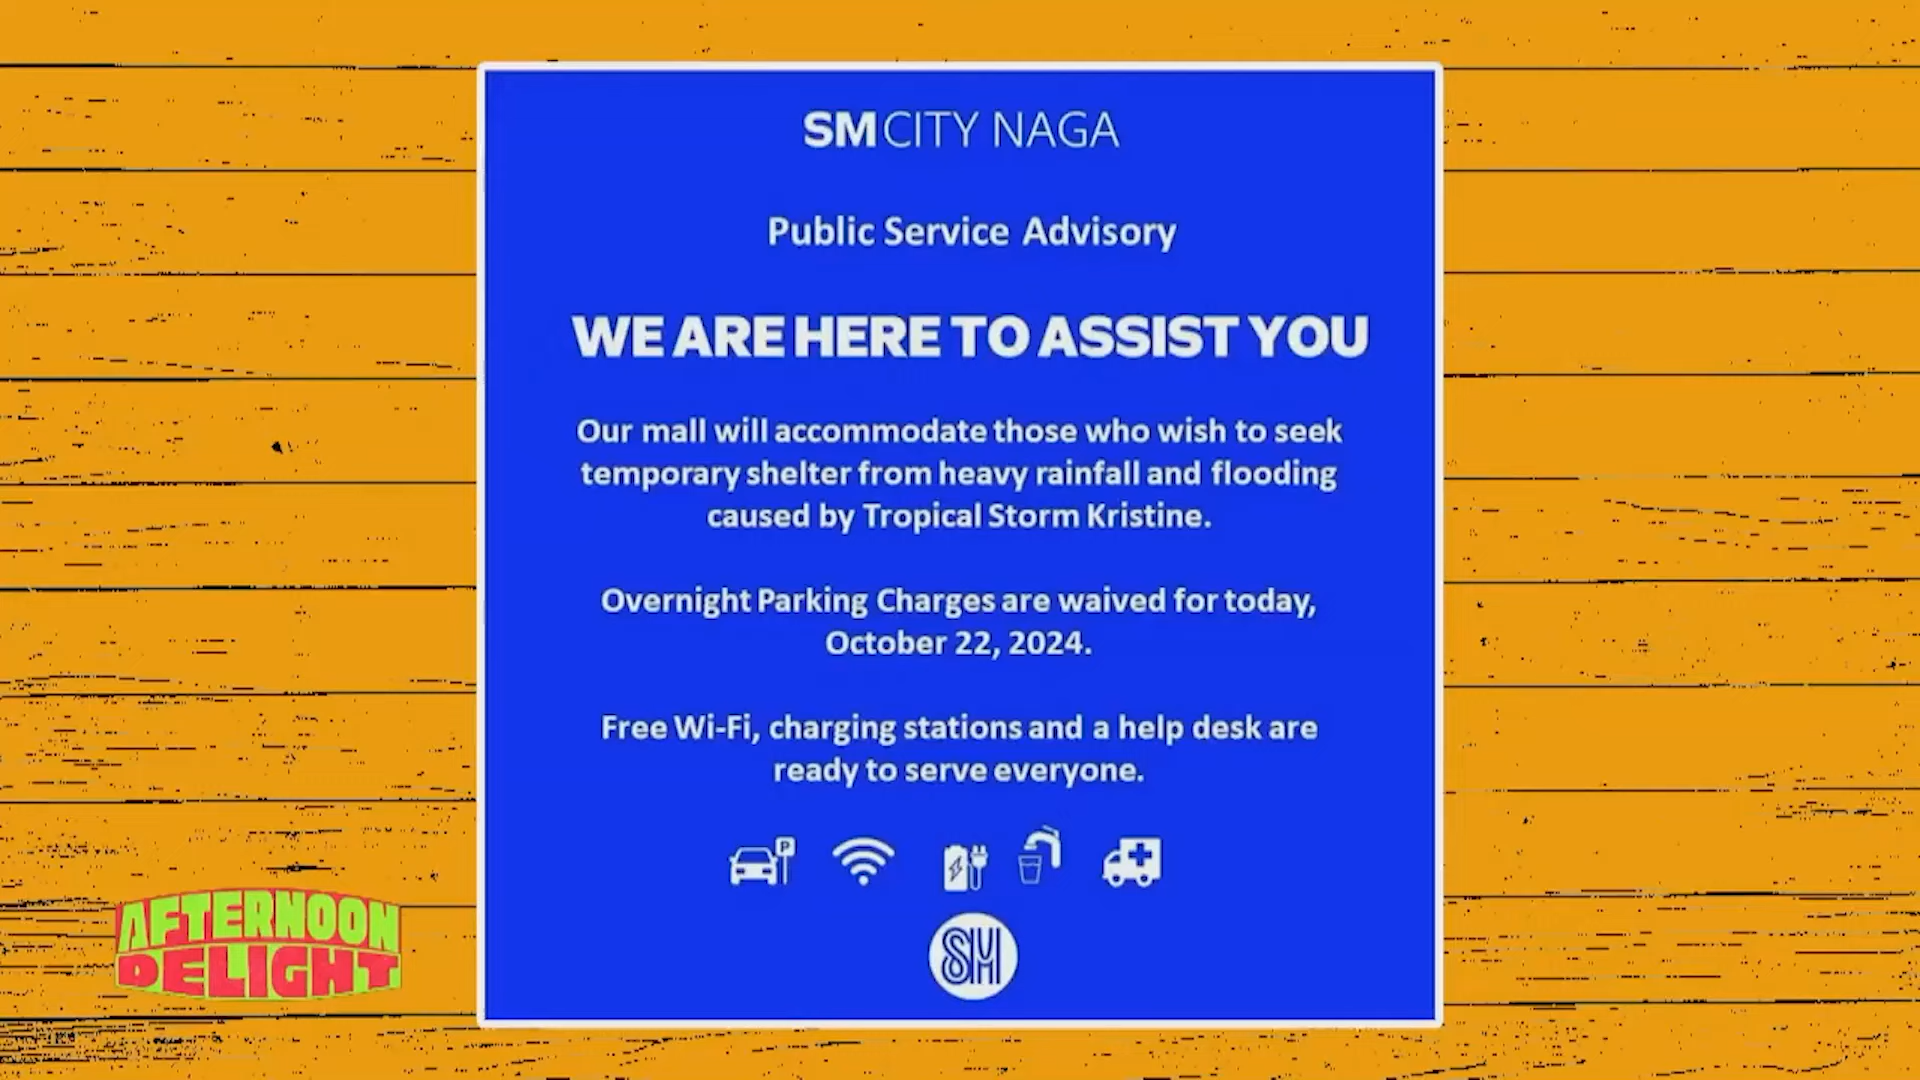 SM CITY NAGA
Public Service Advisory
WE ARE HERE TO ASSIST YOU
Our mall will accommodate those who wish to seek
temporary shelter from heavy rainfall and flooding
caused by Tropical Storm Kristine.
Overnight Parking Charges are waived for today,
October 22, 2024.
Free Wi-Fi, charging stations and a help desk are
ready to serve everyone.
P
SM
AFTERNOON
DELIGHT